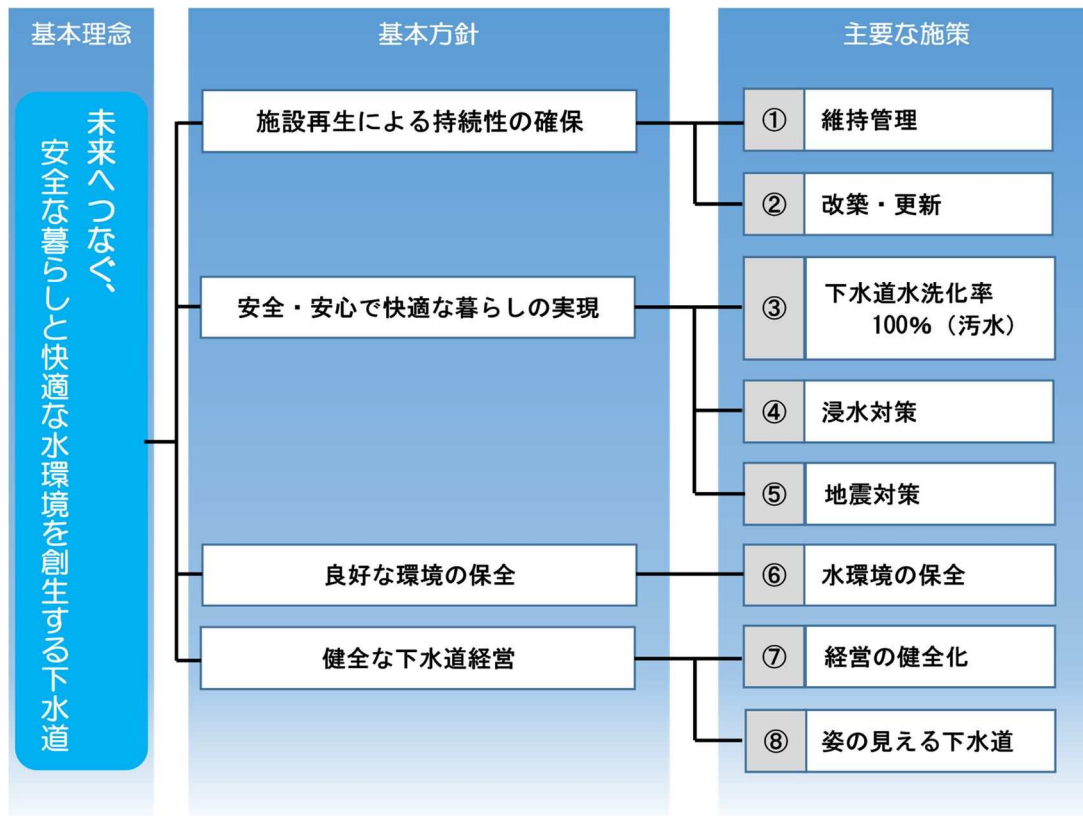 基本理念
基本方針
主要な施策
未来へつなぐ、
安全な暮らしと快適な水環境を創生する下水道
施設再生による持続性の確保
① 維持管理
② 改築・更新
安全・安心で快適な暮らしの実現
③ 下水道水洗化率
100%（汚水）
④ 浸水対策
⑤ 地震対策
良好な環境の保全
⑥ 水環境の保全
健全な下水道経営
⑦ 経営の健全化
⑧ 姿の見える下水道